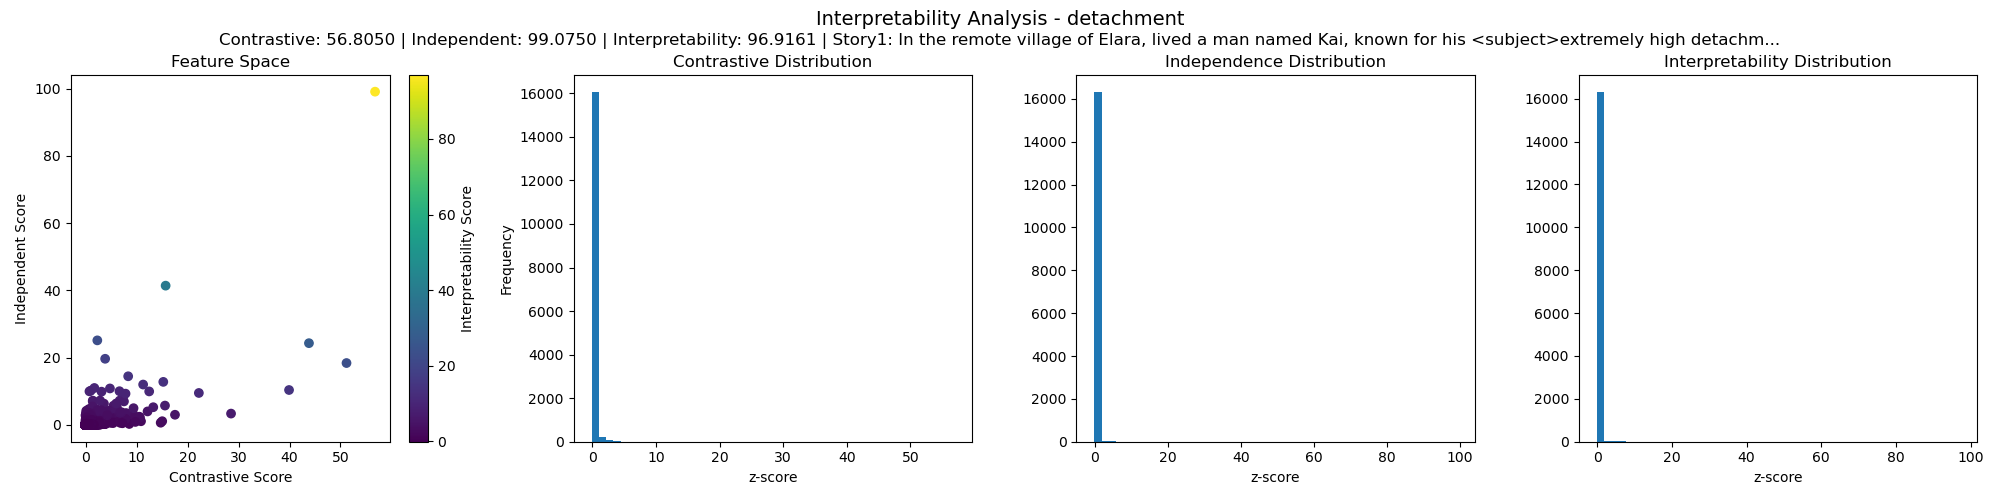 Interpretability Analysis - detachment
Contrastive: 56.8050 | Independent: 99.0750 | Interpretability: 96.9161 | Story1: In the remote village of Elara, lived a man named Kai, known for his <subject>extremely high detachm...
Feature Space
100
80
60
40
20
0
Independent Score
0 10 20 30 40 50
Contrastive Score
80
60
40
20
0
Interpretability Score
Contrastive Distribution
16000
14000
12000
10000
8000
6000
4000
2000
0
Frequency
0 10 20 30 40 50
z-score
Independence Distribution
16000
14000
12000
10000
8000
6000
4000
2000
0
0 20 40 60 80 100
z-score
Interpretability Distribution
16000
14000
12000
10000
8000
6000
4000
2000
0
0 20 40 60 80 100
z-score